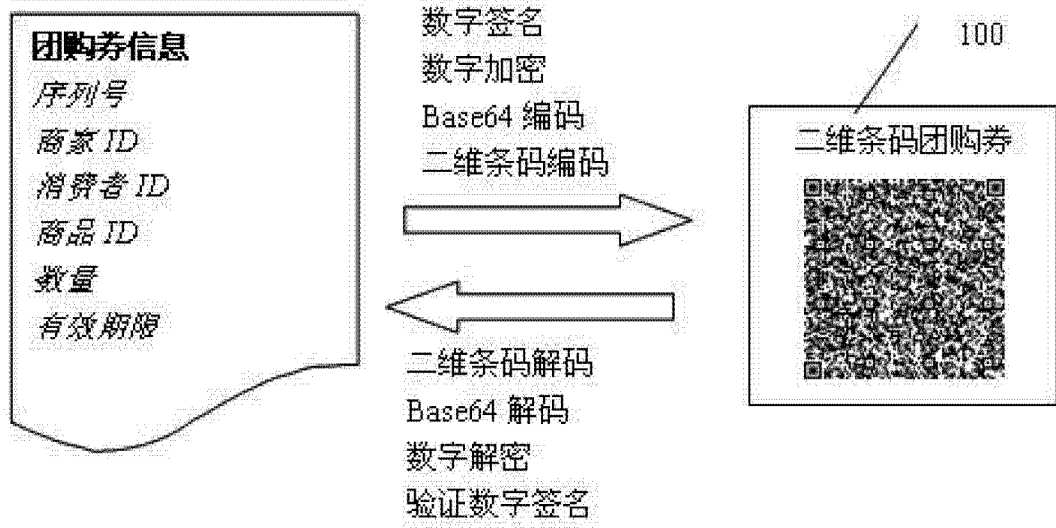 团购券信息
序列号
商家 ID
消费者 ID
商品 ID
数量
有效期限
数字签名
数字加密
Base64 编码
二维条码编码
二维条码解码
Base64 解码
数字解密
验证数字签名
100
二维条码团购券